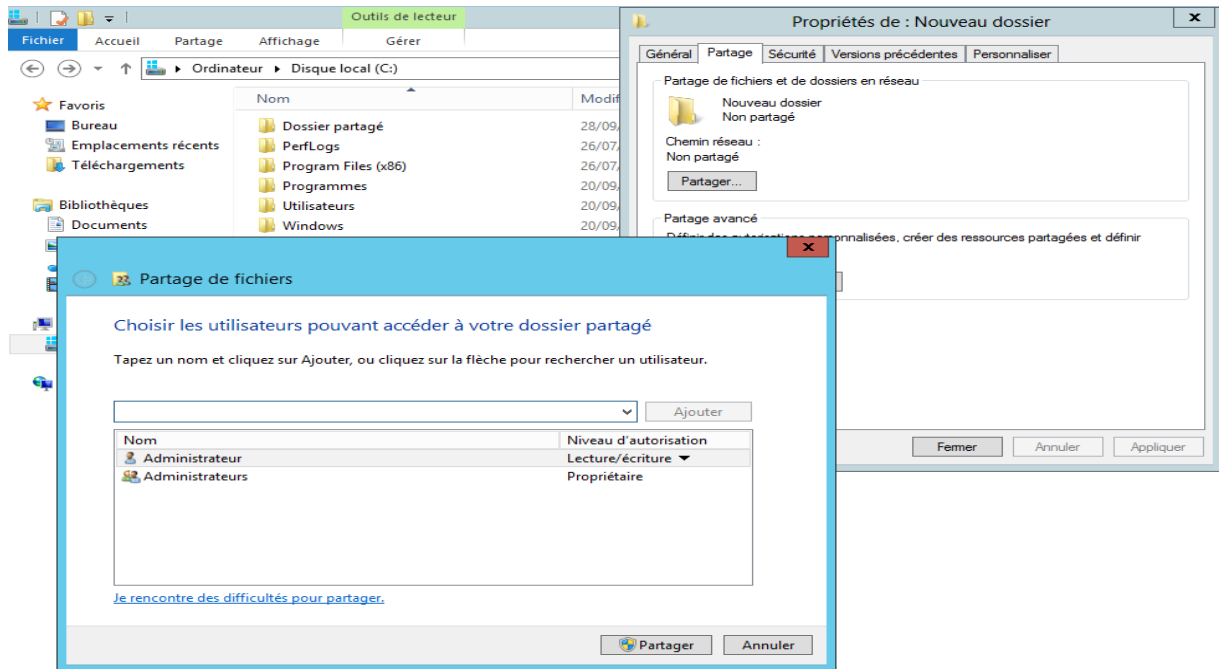 Outils de lecteur
Fichier Accueil Partage Affichage Gérer
Ordinateur Disque local (C:)
Favoris
Bureau
Emplacements récents
Téléchargements
Bibliothèques
Documents
Nom Modif
Dossier partagé 28/09/
PerfLogs 26/07/
Program Files (x86) 26/07/
Programmes 20/09/
Utilisateurs 20/09/
Windows 20/09/
Propriétés de : Nouveau dossier
Général Partage Sécurité Versions précédentes Personnaliser
Partage de fichiers et de dossiers en réseau
Nouveau dossier
Non partagé
Chemin réseau :
Non partagé
Partager...
Partage avancé
Définir des autorisations personnalisées, créer des ressources partagées et définir
Fermer Annuler Appliquer
Partage de fichiers
Choisir les utilisateurs pouvant accéder à votre dossier partagé
Tapez un nom et cliquez sur Ajouter, ou cliquez sur la flèche pour rechercher un utilisateur.
Ajouter
Nom Niveau d'autorisation
Administrateur Lecture/écriture
Administrateurs Propriétaire
Je rencontre des difficultés pour partager.
Partager Annuler